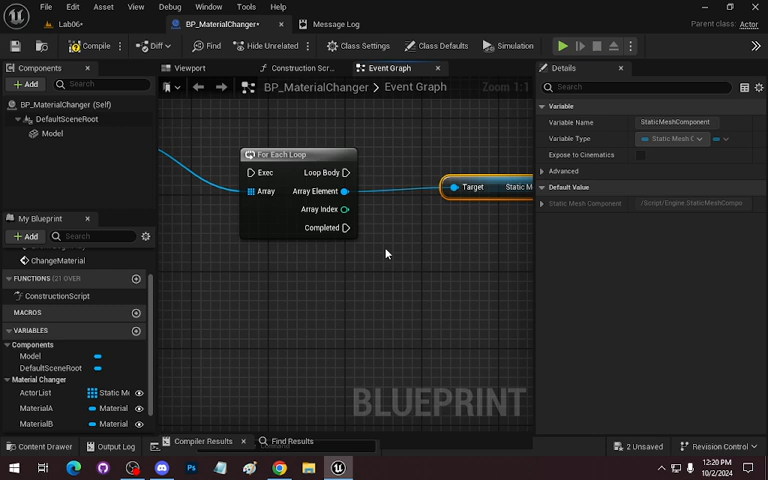 File Edit Asset View Debug Window Tools Help
Lab06•
BP_MaterialChanger•
Message Log
Parent class: Actor
Compile
Diff
Find
Hide Unrelated
Class Settings
Class Defaults
Simulation
Components
Add
Search
BP_MaterialChanger (Self)
DefaultSceneRoot
Model
My Blueprint
Add
Search
ChangeMaterial
FUNCTIONS (21 OVER
ConstructionScript
MACROS
VARIABLES
Components
Model
DefaultSceneRoot
Material Changer
ActorList Static M
MaterialA Material
MaterialB Material
Viewport
Construction Scr...
Event Graph
BP_MaterialChanger > Event Graph
Zoom 1:1
For Each Loop
Exec
Loop Body
Array
Array Element
Array Index
Completed
Target
Static M
BLUEPRINT
Compiler Results
Find Results
Details
Search
Variable
Variable Name StaticMeshComponent
Variable Type Static Mesh C
Expose to Cinematics
Advanced
Default Value
Static Mesh Component /Script/Engine.StaticMeshCompo
Content Drawer
Output Log
2 Unsaved
Revision Control
12:20 PM
10/2/2024